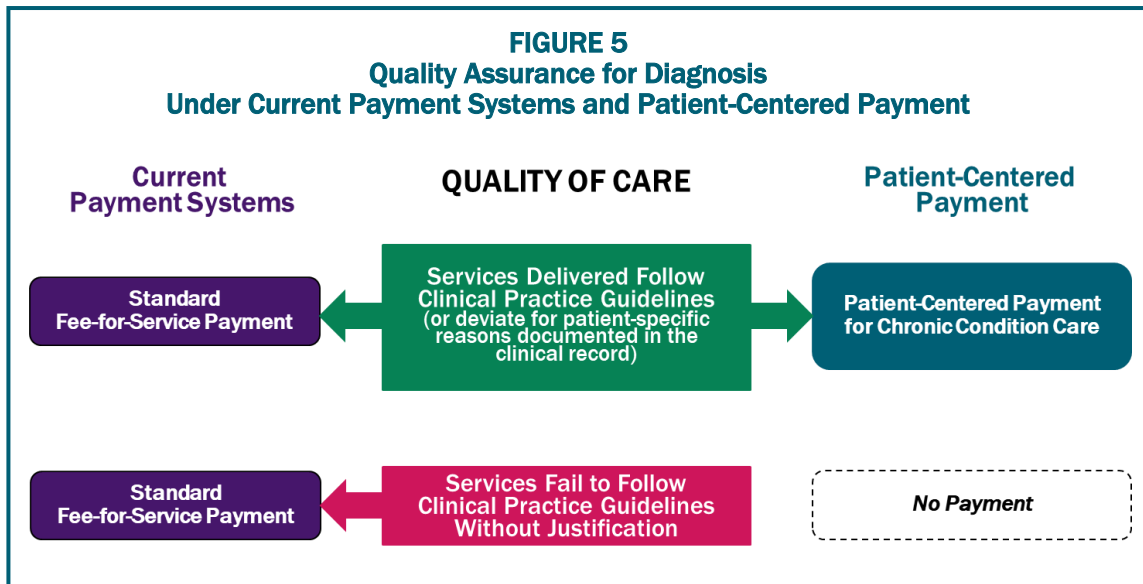 FIGURE 5
Quality Assurance for Diagnosis
Under Current Payment Systems and Patient-Centered Payment
Current
Payment Systems
QUALITY OF CARE
Patient-Centered
Payment
Standard
Fee-for-Service Payment
Services Delivered Follow
Clinical Practice Guidelines
(or deviate for patient-specific
reasons documented in the
clinical record)
Patient-Centered Payment
for Chronic Condition Care
Standard
Fee-for-Service Payment
Services Fail to Follow
Clinical Practice Guidelines
Without Justification
No Payment